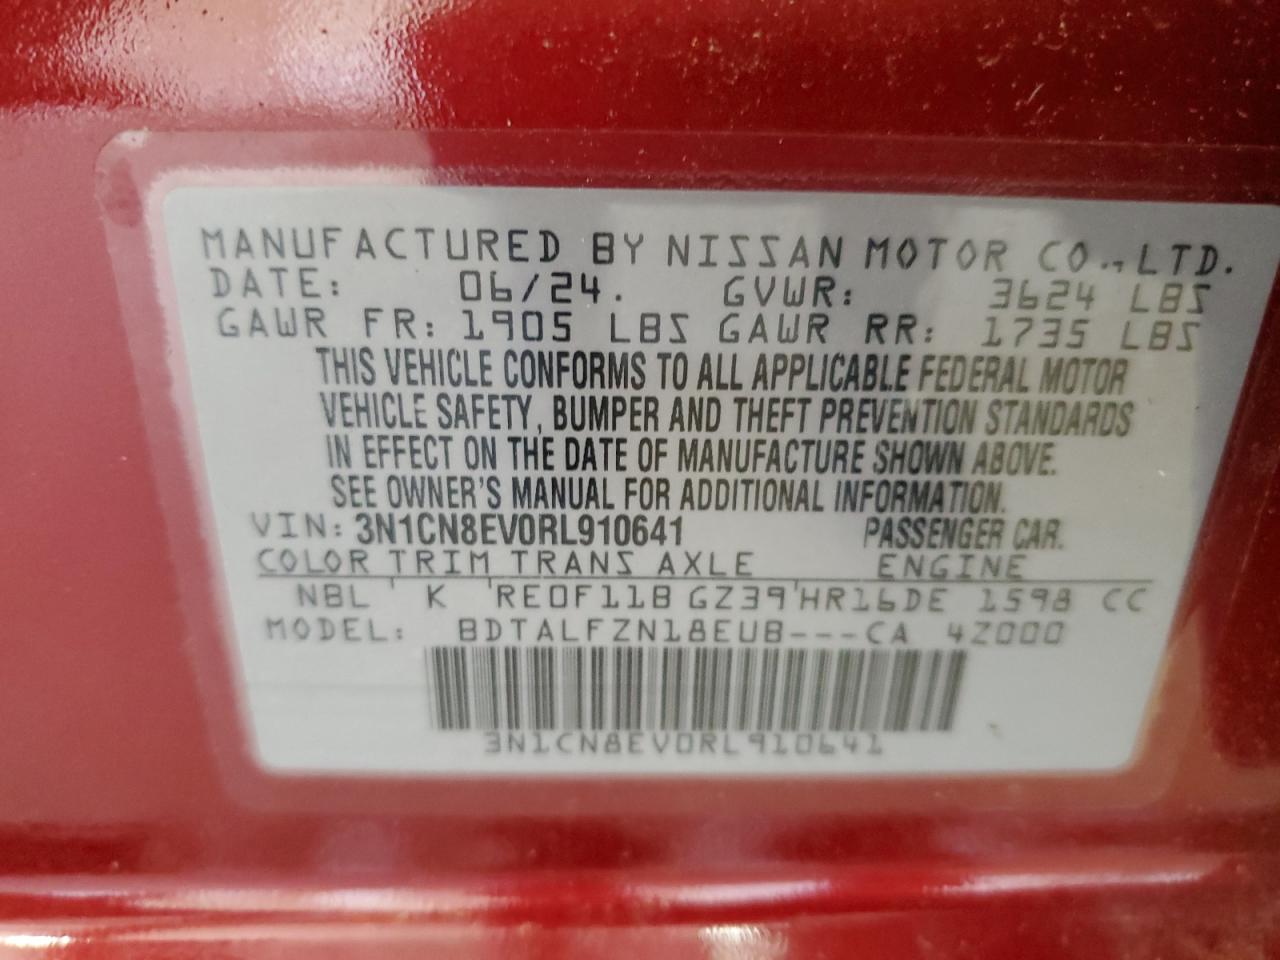 MANUFACTURED BY NISSAN MOTOR CO., LTD.
DATE: 06/24. GVWR: 3624 LBS
GAWR FR: 1905 LBS GAWR RR: 1735 LBS
THIS VEHICLE CONFORMS TO ALL APPLICABLE FEDERAL MOTOR
VEHICLE SAFETY, BUMPER AND THEFT PREVENTION STANDARDS
IN EFFECT ON THE DATE OF MANUFACTURE SHOWN ABOVE.
SEE OWNER'S MANUAL FOR ADDITIONAL INFORMATION.
VIN: 3N1CN8EV0RL910641 PASSENGER CAR.
COLOR TRIM TRANS AXLE ENGINE
NBL ' K 'RE0F11B GZ39'HR16DE 1598 CC
MODEL: BDTALFZN18EUB---CA 4Z000
3N1CN8EV0RL910641